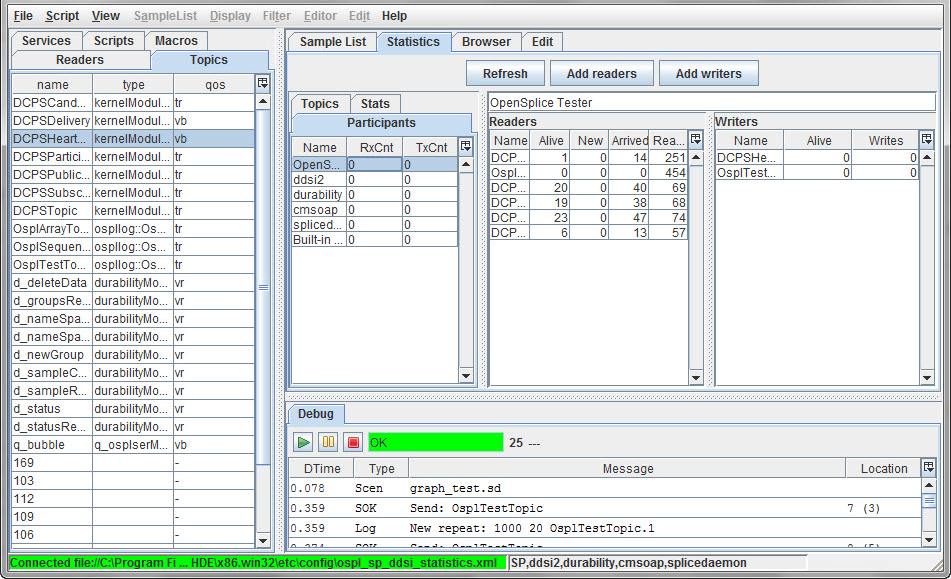 File Script View SampleList Display Filter Editor Edit Help
Services Scripts Macros
Readers Topics
name type qos
DCPSCand... kernelModul... tr
DCPSDelivery kernelModul... vb
DCPSHeart... kernelModul... vb
DCPSPartici... kernelModul... tr
DCPSPublic... kernelModul... tr
DCPSSubsc... kernelModul... tr
DCPSTopic kernelModul... tr
OsplArrayTo... ospllog::Os... tr
OsplSequen... ospllog::Os... tr
OsplTestTo... ospllog::Os... tr
d_deleteData durabilityMo... vr
d_groupsRe... durabilityMo... vr
d_nameSpa... durabilityMo... vr
d_nameSpa... durabilityMo... vr
d_newGroup durabilityMo... vr
d_sampleC... durabilityMo... vr
d_sampleR... durabilityMo... vr
d_status durabilityMo... vr
d_statusRe... durabilityMo... vr
q_bubble q_osplserM... vb
169 -
103 -
112 -
109 -
106 -
Sample List Statistics Browser Edit
Refresh Add readers Add writers
Topics Stats
Participants
Name RxCnt TxCnt
OpenS... 0 0
ddsi2 0 0
durability 0 0
cmsoap 0 0
spliced... 0 0
Built-in ... 0 0
OpenSplice Tester
Readers
Name Alive New Arrived Rea...
DCP... 1 0 14 251
Ospl... 0 0 0 454
DCP... 20 0 40 69
DCP... 19 0 38 68
DCP... 23 0 47 74
DCP... 6 0 13 57
Writers
Name Alive Writes
DCPSHe... 0 0
OsplTest... 0 0
Debug
OK 25 ---
DTime Type Message Location
0.078 Scen graph_test.sd
0.359 SOK Send: OsplTestTopic 7 (3)
0.359 Log New repeat: 1000 20 OsplTestTopic.1
Connected file://C:\Program Fi ... HDE\x86.win32\etc\config\ospl_sp_ddsi_statistics.xml SP,ddsi2,durability,cmsoap,splicedaemon